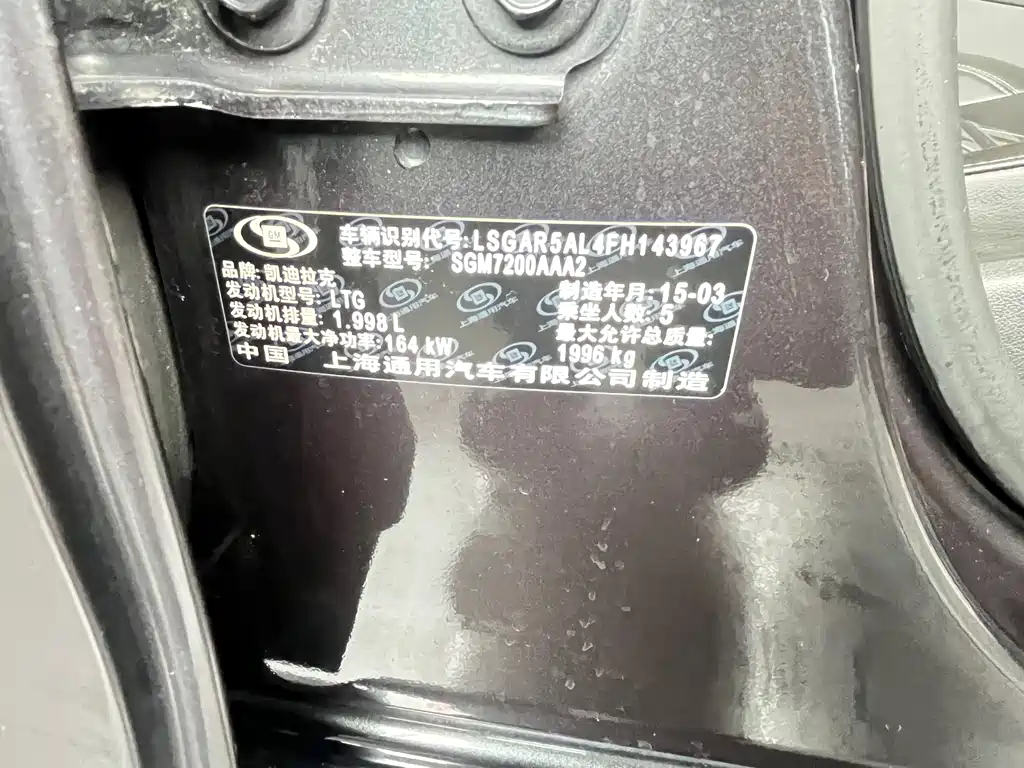 GM
车辆识别代号:LSGAR5AL4FH143967
整车型号: SGM7200AAA2
品牌:凯迪拉克
发动机型号:LTG 制造年月:15-03
发动机排量:1.998L 乘坐人数:5
发动机最大净功率:164 kW 最大允许总质量:
1996 kg
中国 上海通用汽车有限公司制造